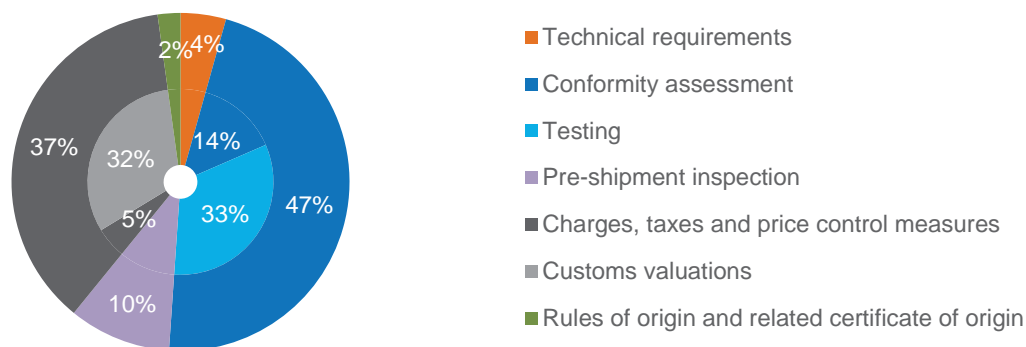 2%
4%
37%
14%
32%
33%
47%
5%
10%
Technical requirements
Conformity assessment
Testing
Pre-shipment inspection
Charges, taxes and price control measures
Customs valuations
Rules of origin and related certificate of origin